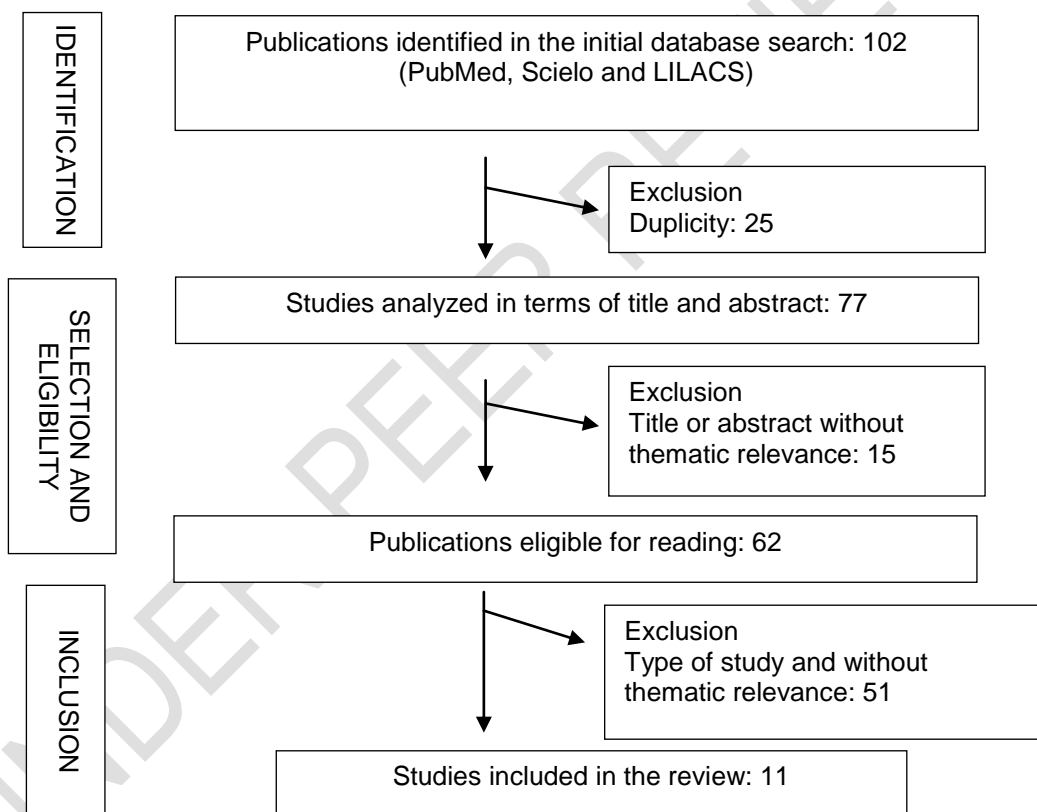 IDENTIFICATION
Publications identified in the initial database search: 102
(PubMed, Scielo and LILACS)
Exclusion
Duplicity: 25
SELECTION AND
ELIGIBILITY
Studies analyzed in terms of title and abstract: 77
Exclusion
Title or abstract without
thematic relevance: 15
Publications eligible for reading: 62
INCLUSION
Exclusion
Type of study and without
thematic relevance: 51
Studies included in the review: 11